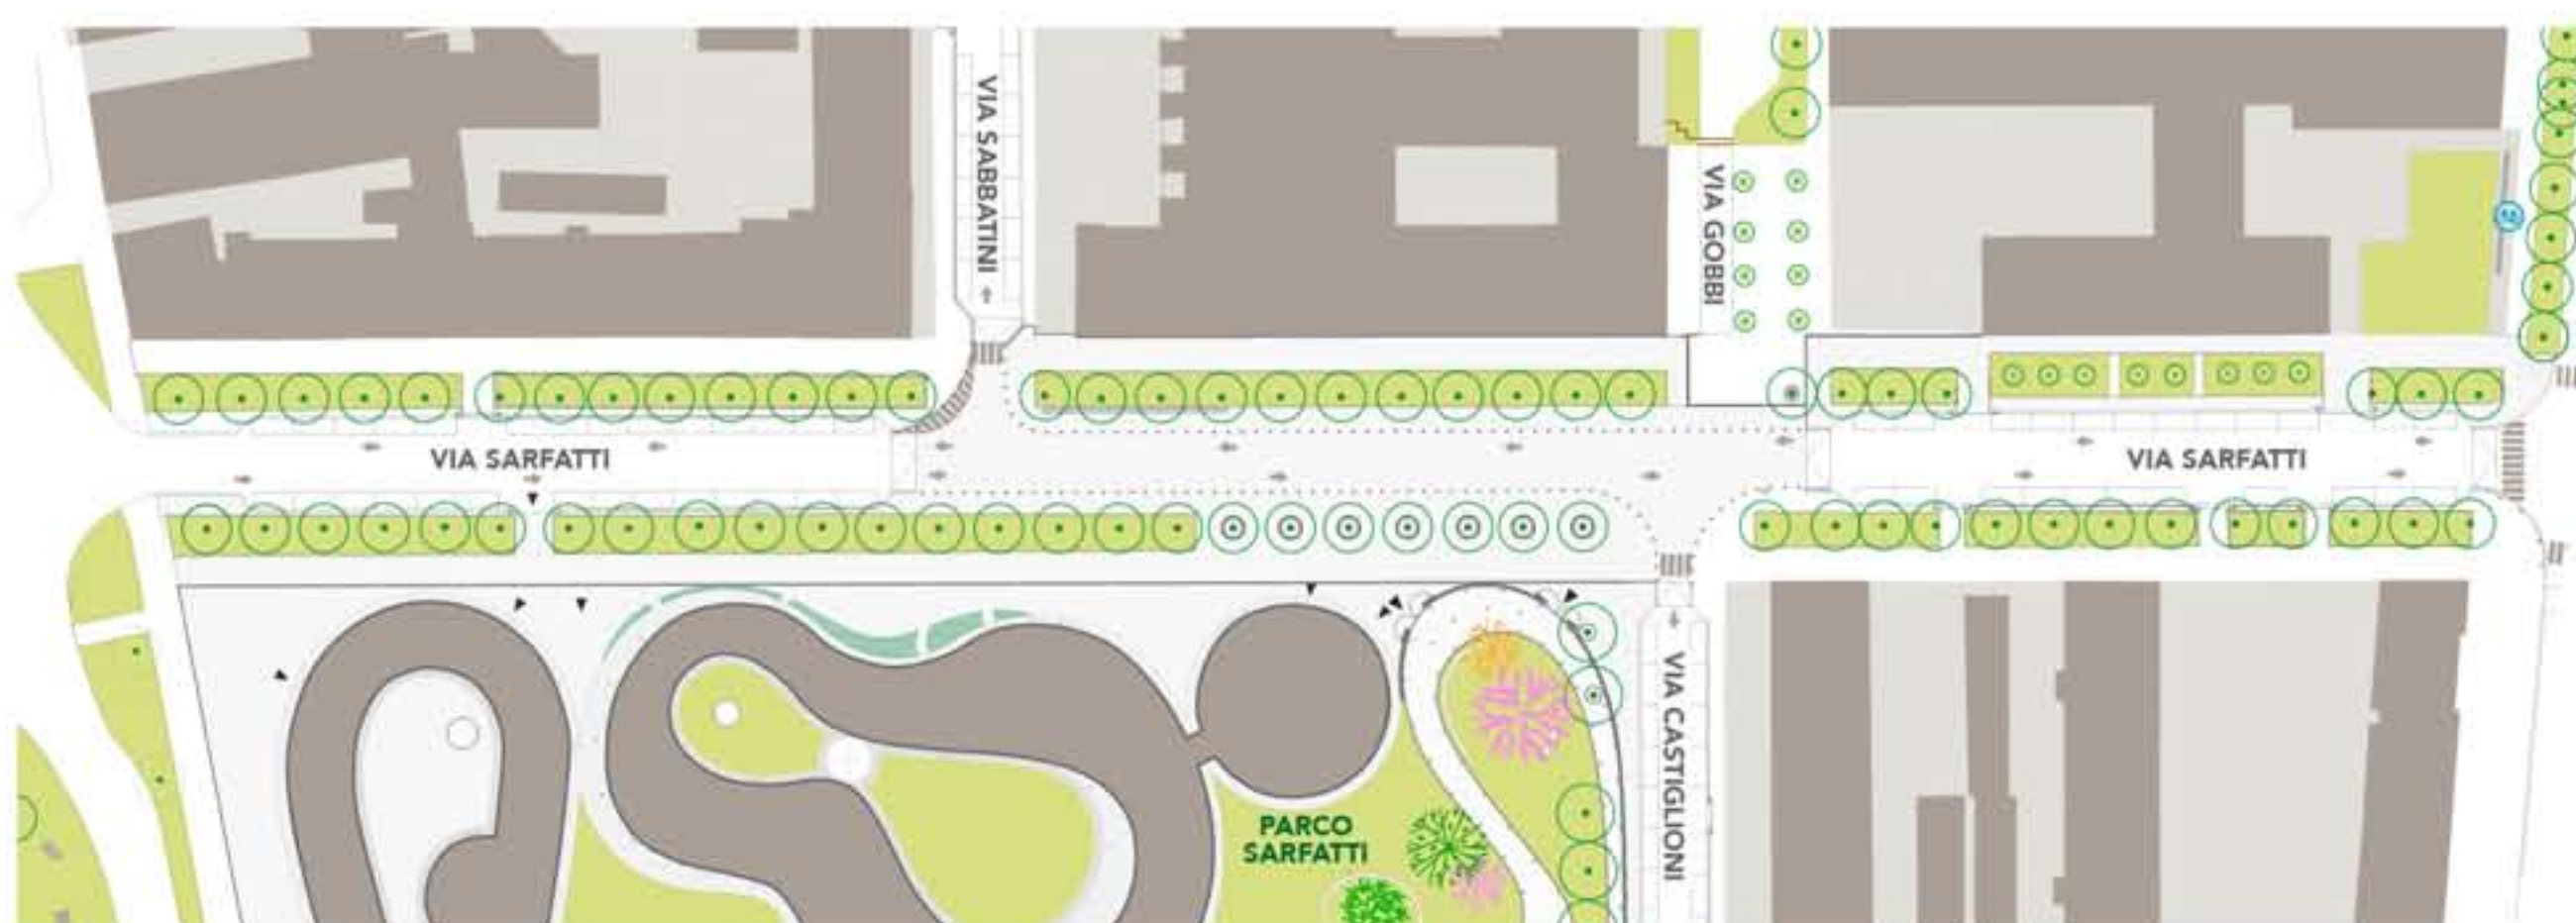 VIA SABBATINI
VIA GOBBI
VIA SARFATTI
VIA SARFATTI
PARCO
SARFATTI
VIA CASTIGLIONI